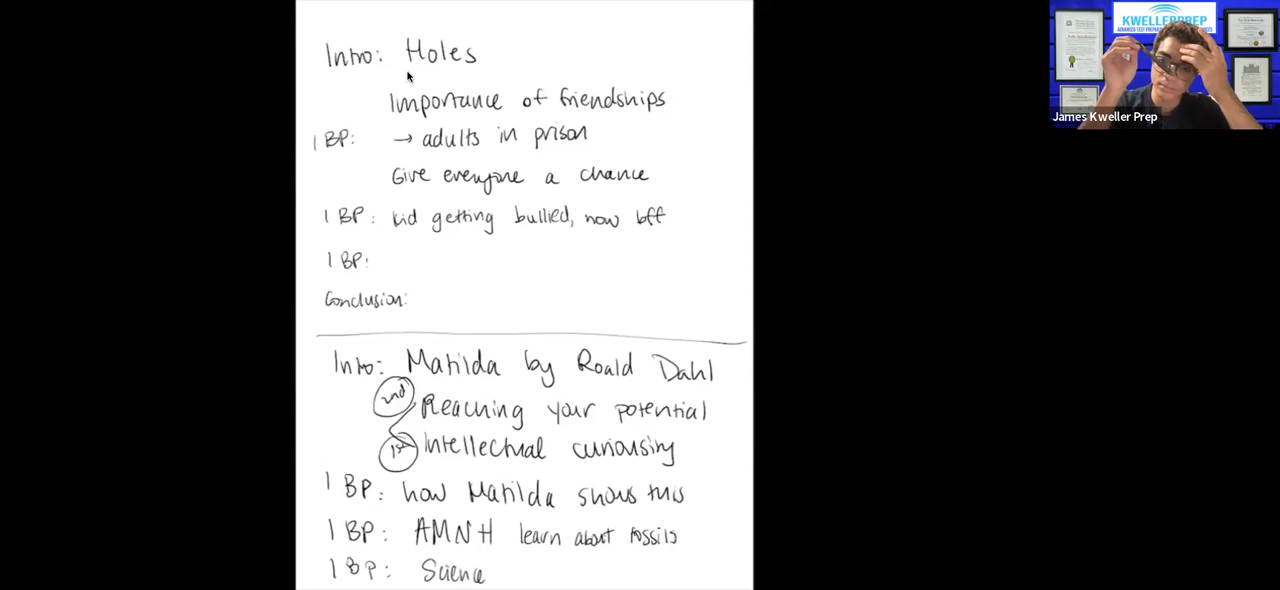 Intro: Holes
Importance of friendships
1 BP: → adults in prison
Give everyone a chance
1 BP: kid getting bullied, now bff
1 BP:
Conclusion:
Intro: Matilda by Roald Dahl
2nd Reaching your potential
1st Intellectual curiousity
1 BP: how Matilda shows this
1 BP: AMNH learn about fossils
1 BP: Science
KWELLERPREP
James Kweller Prep